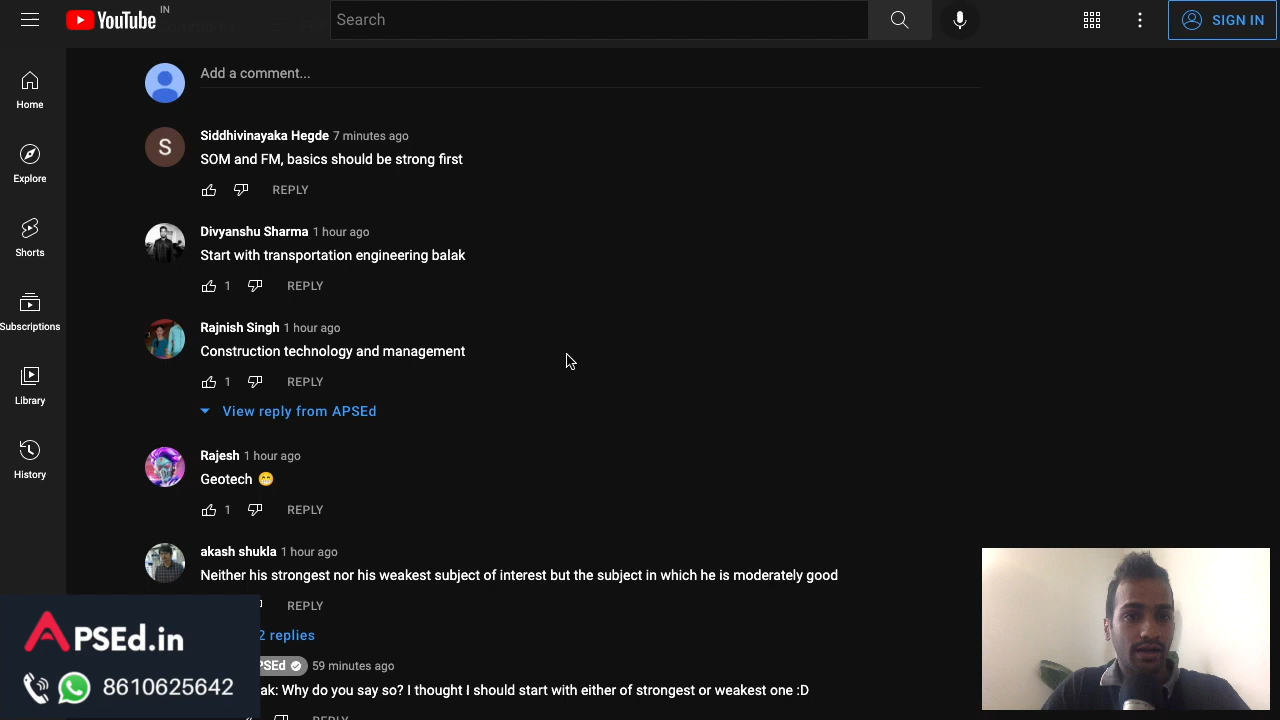 YouTube IN
Search
SIGN IN
Home
Explore
Shorts
Subscriptions
Library
History
Add a comment...
S
Siddhivinayaka Hegde 7 minutes ago
SOM and FM, basics should be strong first
REPLY
Divyanshu Sharma 1 hour ago
Start with transportation engineering balak
1 REPLY
Rajnish Singh 1 hour ago
Construction technology and management
1 REPLY
View reply from APSEd
Rajesh 1 hour ago
Geotech 😁
1 REPLY
akash shukla 1 hour ago
Neither his strongest nor his weakest subject of interest but the subject in which he is moderately good
REPLY
2 replies
PSEd 59 minutes ago
ak: Why do you say so? I thought I should start with either of strongest or weakest one :D
REPLY
APSEd.in
8610625642